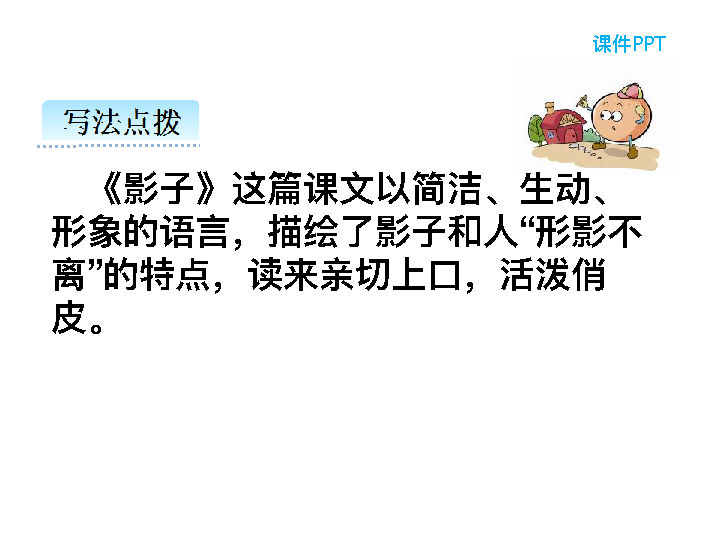 课件PPT
写法点拨
《影子》这篇课文以简洁、生动、
形象的语言，描绘了影子和人“形影不
离”的特点，读来亲切上口，活泼俏
皮。